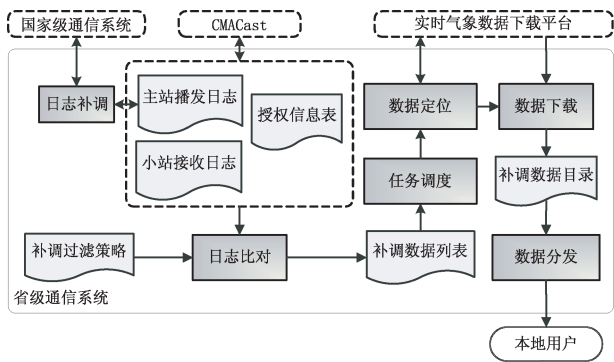 国家级通信系统
CMACast
实时气象数据下载平台
日志补调
主站播发日志
授权信息表
小站接收日志
数据定位
数据下载
任务调度
补调数据目录
补调过滤策略
日志比对
补调数据列表
数据分发
省级通信系统
本地用户